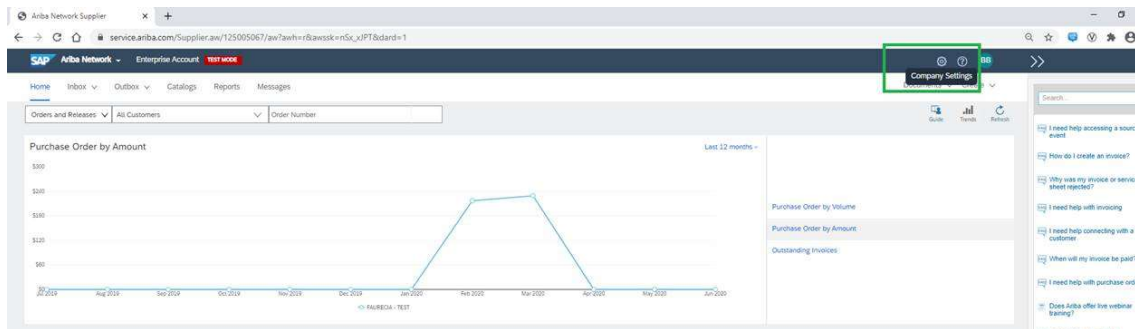 Ariba Network Supplier
service.ariba.com/Supplier.aw/125005067/aw?awh=r&awssk=nSx_xJPT&dard=1
SAP Ariba Network Enterprise Account TEST MODE
BB
Company Settings
Home Inbox Outbox Catalogs Reports Messages
Documents Create
Orders and Releases All Customers Order Number
Guide Trends Refresh
Purchase Order by Amount
Last 12 months
$300
$240
$180
$120
$60
$0
Jul 2019 Aug 2019 Sep 2019 Oct 2019 Nov 2019 Dec 2019 Jan 2020 Feb 2020 Mar 2020 Apr 2020 May 2020 Jun 2020
FAURECIA - TEST
Purchase Order by Volume
Purchase Order by Amount
Outstanding Invoices
Search...
I need help accessing a sourc
event
How do I create an invoice?
Why was my invoice or servic
sheet rejected?
I need help with invoicing
I need help connecting with a
customer
When will my invoice be paid?
I need help with purchase ord
Does Ariba offer live webinar
training?